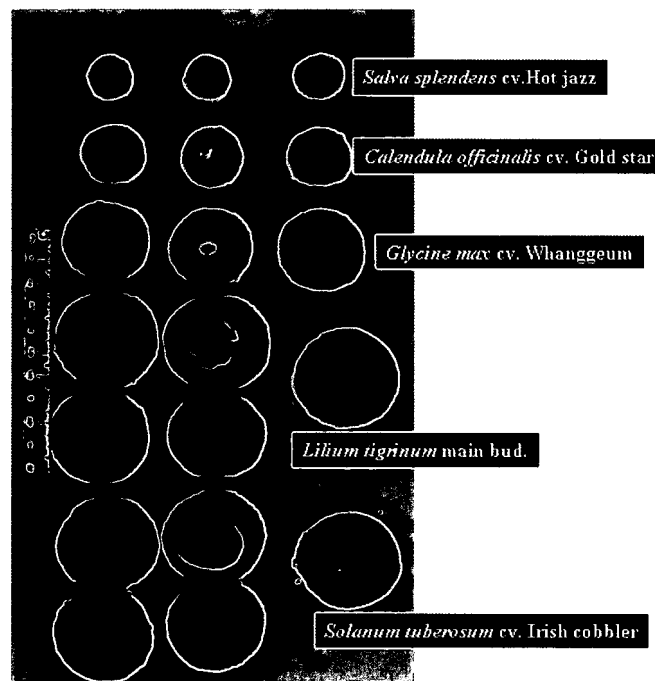 Salva splendens cv.Hot jazz
Calendula officinalis cv. Gold star
Glycine max cv. Whanggeum
Lilium tigrinum main bud.
Solanum tuberosum cv. Irish cobbler